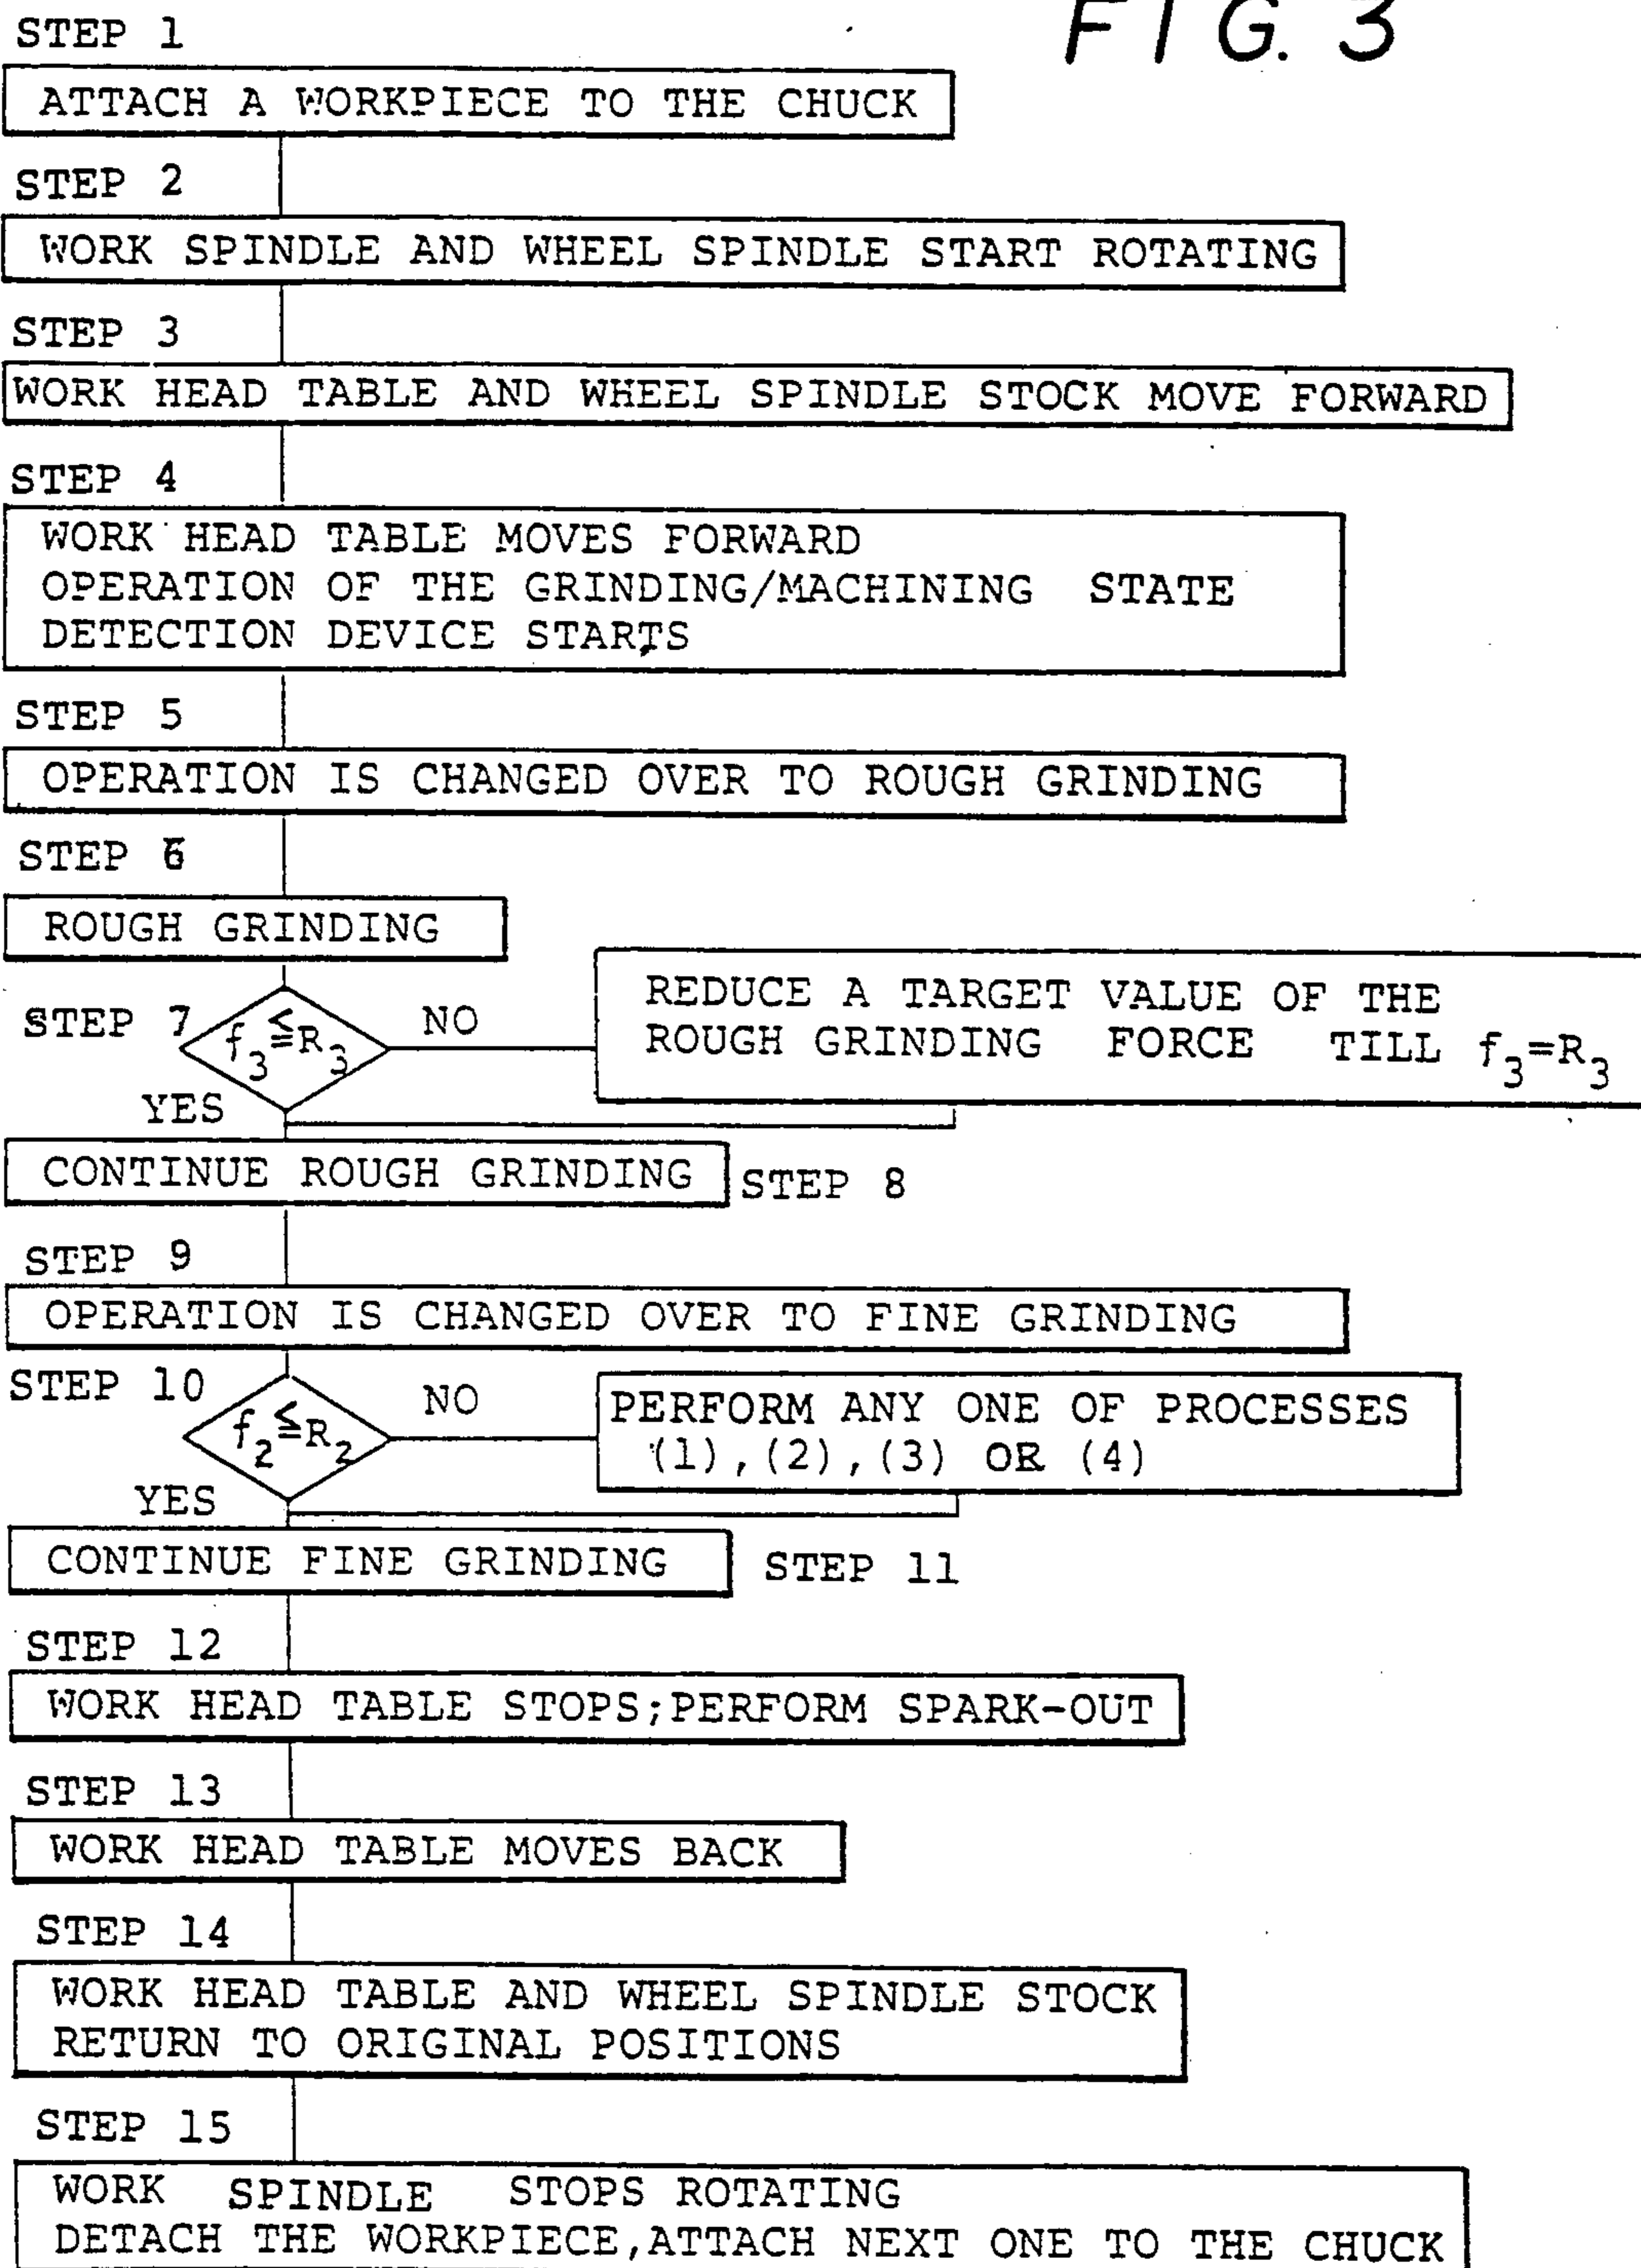 FIG. 3
STEP 1
ATTACH A WORKPIECE TO THE CHUCK
STEP 2
WORK SPINDLE AND WHEEL SPINDLE START ROTATING
STEP 3
WORK HEAD TABLE AND WHEEL SPINDLE STOCK MOVE FORWARD
STEP 4
WORK HEAD TABLE MOVES FORWARD
OPERATION OF THE GRINDING/MACHINING STATE
DETECTION DEVICE STARTS
STEP 5
OPERATION IS CHANGED OVER TO ROUGH GRINDING
STEP 6
ROUGH GRINDING
STEP 7
f₃≦R₃
NO
REDUCE A TARGET VALUE OF THE
ROUGH GRINDING FORCE TILL f₃=R₃
YES
CONTINUE ROUGH GRINDING
STEP 8
STEP 9
OPERATION IS CHANGED OVER TO FINE GRINDING
STEP 10
f₂≦R₂
NO
PERFORM ANY ONE OF PROCESSES
(1),(2),(3) OR (4)
YES
CONTINUE FINE GRINDING
STEP 11
STEP 12
WORK HEAD TABLE STOPS;PERFORM SPARK-OUT
STEP 13
WORK HEAD TABLE MOVES BACK
STEP 14
WORK HEAD TABLE AND WHEEL SPINDLE STOCK
RETURN TO ORIGINAL POSITIONS
STEP 15
WORK SPINDLE STOPS ROTATING
DETACH THE WORKPIECE,ATTACH NEXT ONE TO THE CHUCK